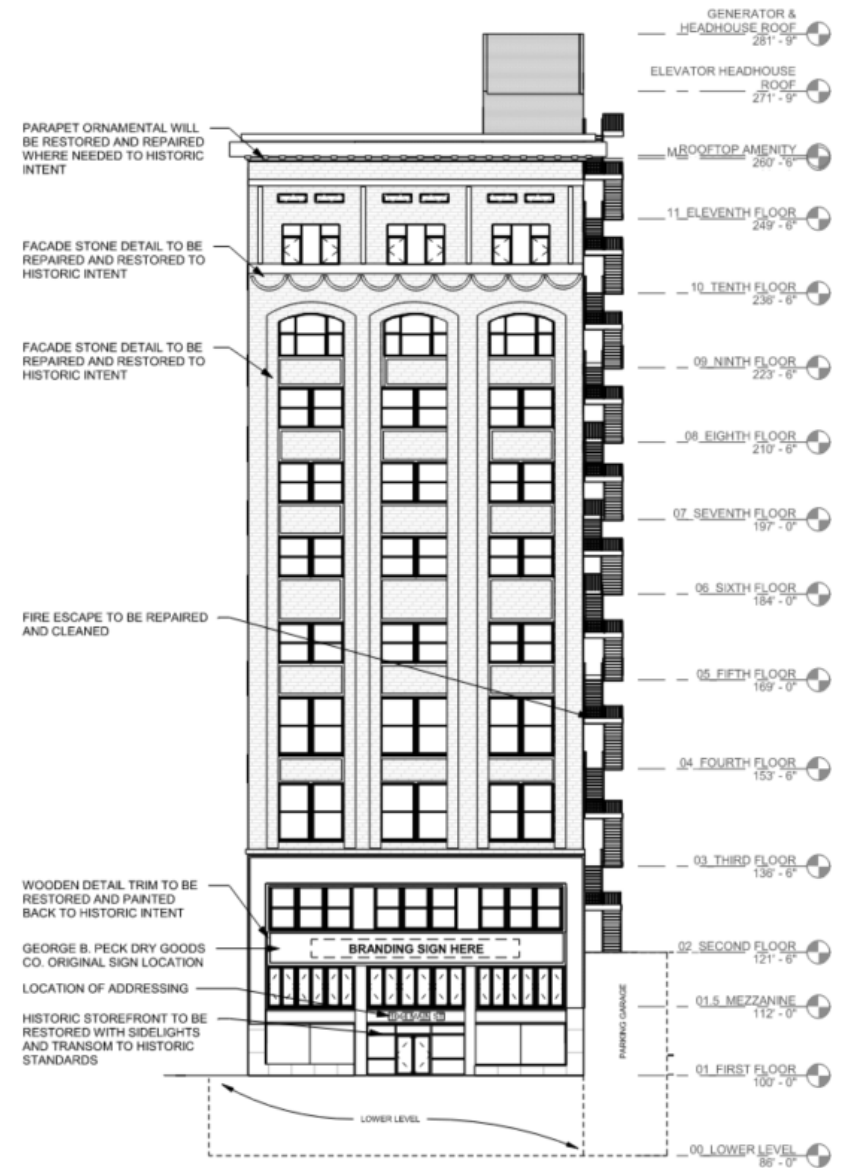 GENERATOR &
HEADHOUSE ROOF
281' - 9"
ELEVATOR HEADHOUSE
ROOF
271' - 9"
PARAPET ORNAMENTAL WILL
BE RESTORED AND REPAIRED
WHERE NEEDED TO HISTORIC
INTENT
M ROOFTOP AMENITY
260' - 6"
11 ELEVENTH FLOOR
249' - 6"
FACADE STONE DETAIL TO BE
REPAIRED AND RESTORED TO
HISTORIC INTENT
10 TENTH FLOOR
236' - 6"
FACADE STONE DETAIL TO BE
REPAIRED AND RESTORED TO
HISTORIC INTENT
09 NINTH FLOOR
223' - 6"
08 EIGHTH FLOOR
210' - 6"
07 SEVENTH FLOOR
197' - 0"
06 SIXTH FLOOR
184' - 0"
FIRE ESCAPE TO BE REPAIRED
AND CLEANED
05 FIFTH FLOOR
169' - 0"
04 FOURTH FLOOR
153' - 6"
03 THIRD FLOOR
136' - 6"
WOODEN DETAIL TRIM TO BE
RESTORED AND PAINTED
BACK TO HISTORIC INTENT
GEORGE B. PECK DRY GOODS
CO. ORIGINAL SIGN LOCATION
BRANDING SIGN HERE
02 SECOND FLOOR
121' - 6"
LOCATION OF ADDRESSING
01.5 MEZZANINE
112' - 0"
HISTORIC STOREFRONT TO BE
RESTORED WITH SIDELIGHTS
AND TRANSOM TO HISTORIC
STANDARDS
PARKING GARAGE
01 FIRST FLOOR
100' - 0"
LOWER LEVEL
00 LOWER LEVEL
86' - 0"